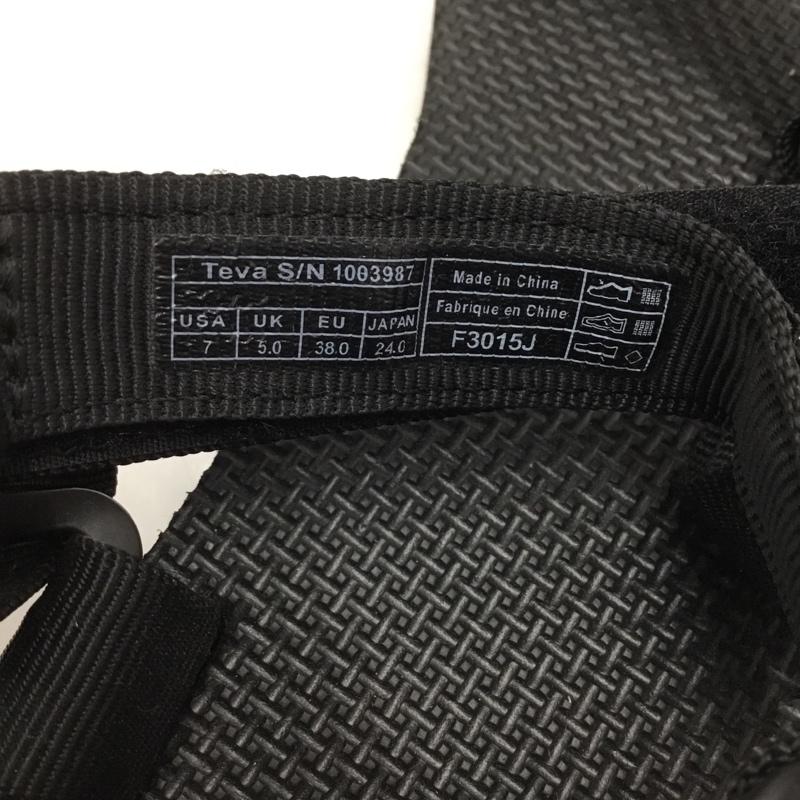 Teva S/N 1003987
USA UK EU JAPAN
7 5.0 38.0 24.0
Made in China
Fabrique en Chine
F3015J